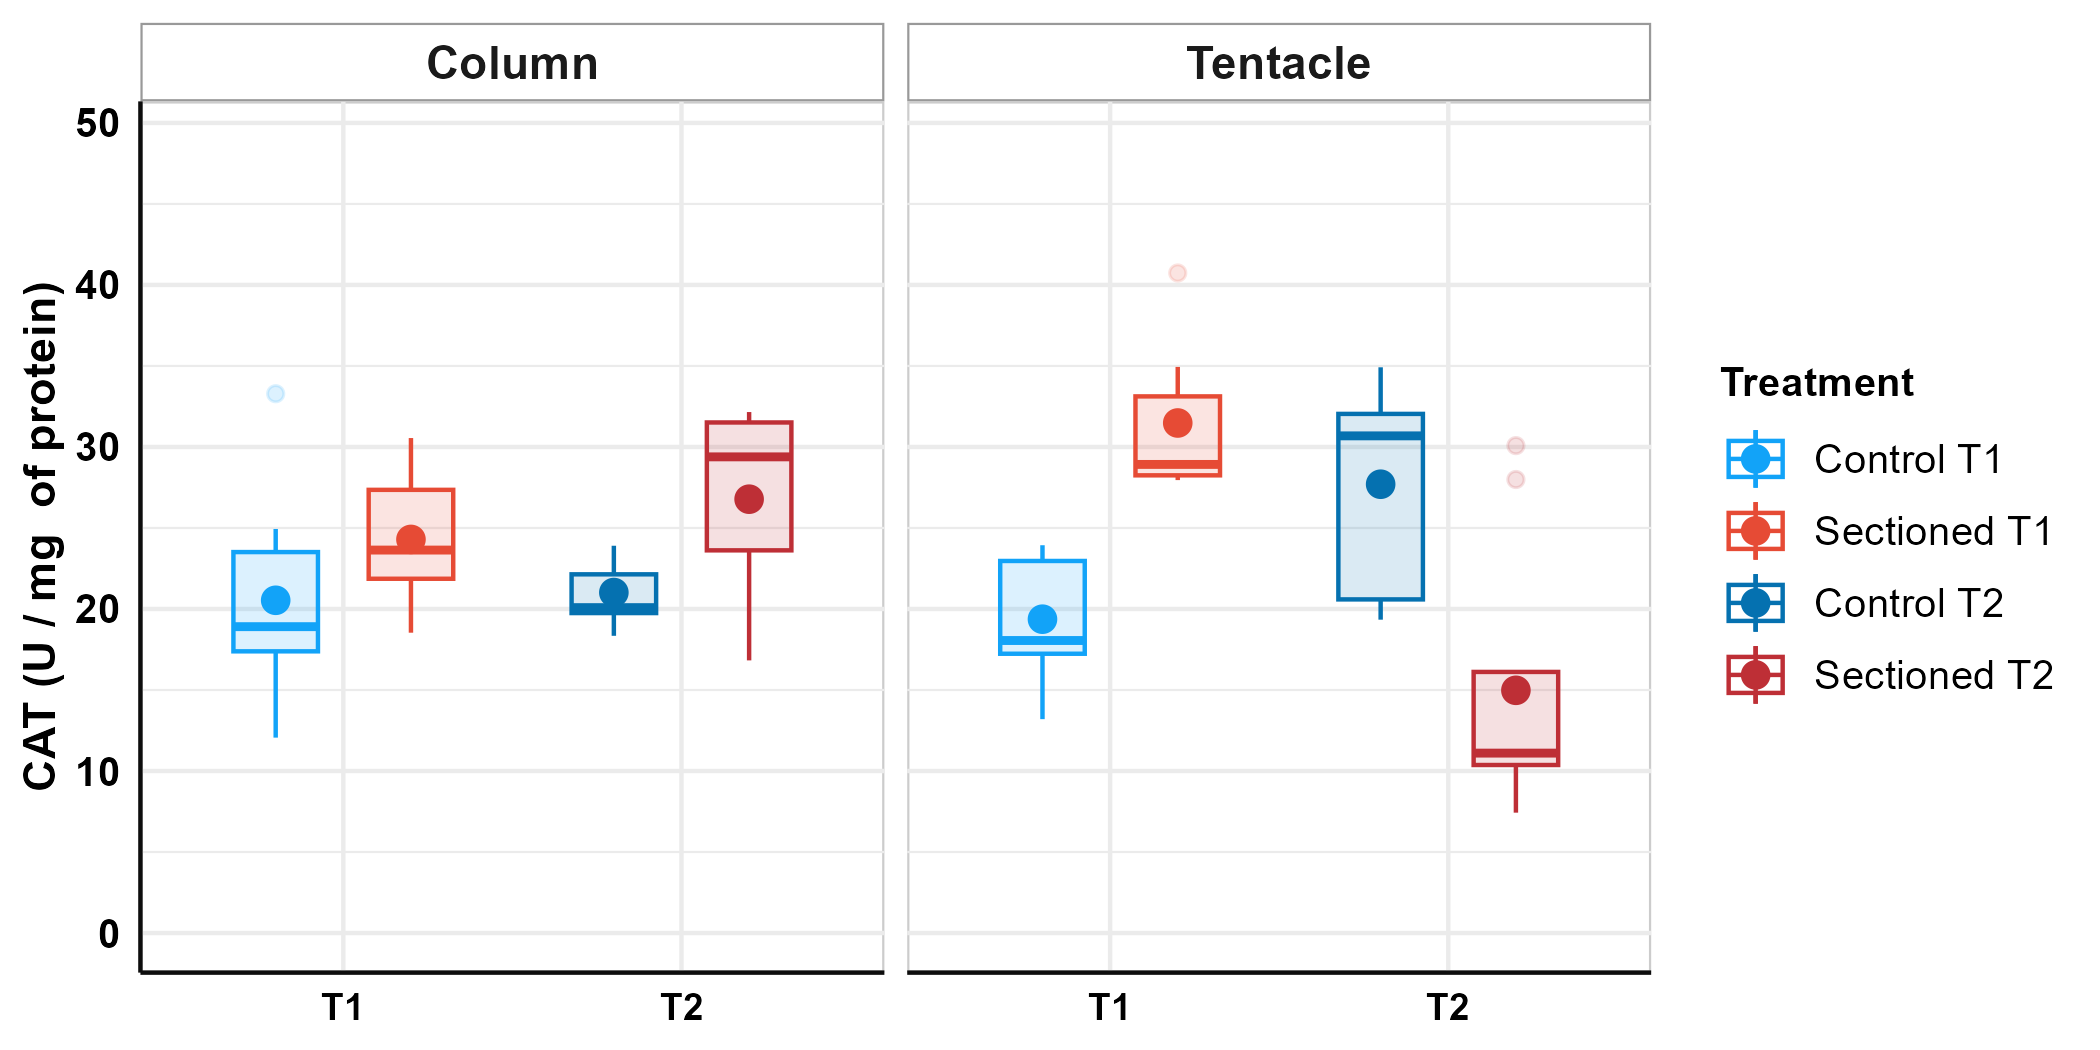 Column
Tentacle
50
40
30
20
10
0
CAT (U / mg  of protein)
T1
T2
T1
T2
Treatment
Control T1
Sectioned T1
Control T2
Sectioned T2